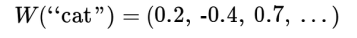 W(“cat”) = (0.2, -0.4, 0.7, ...)